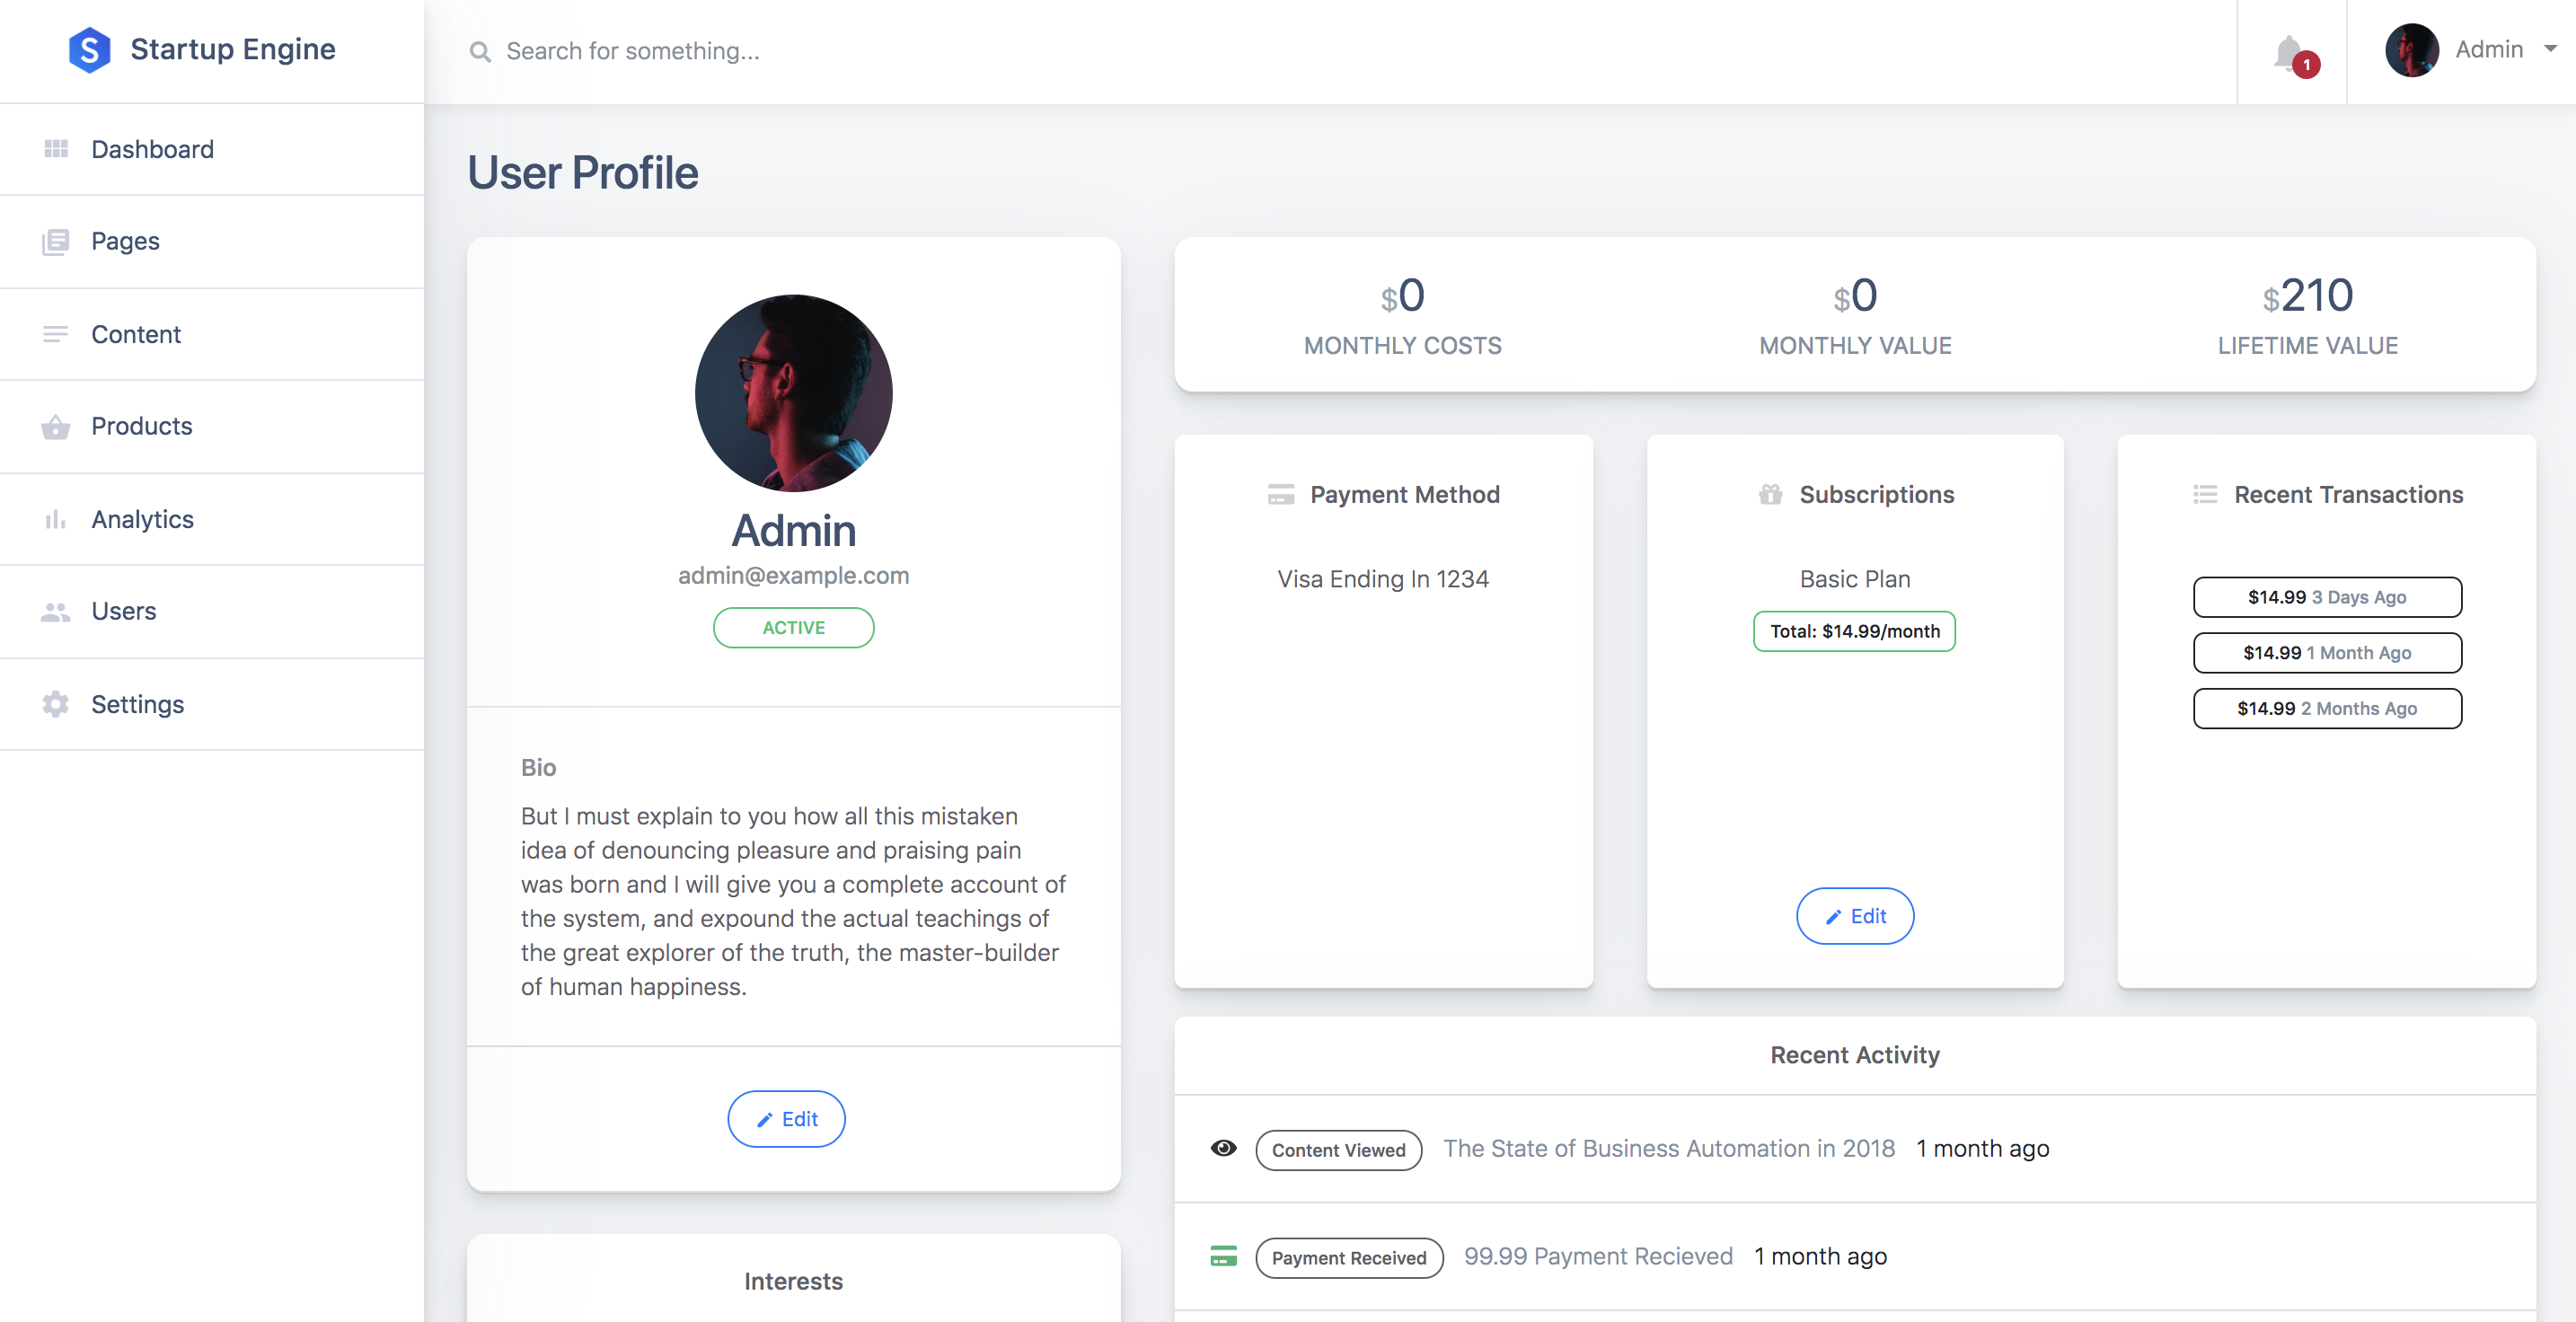 Startup Engine
Search for something...
1
Admin
Dashboard
Pages
Content
Products
Analytics
Users
Settings
User Profile
Admin
admin@example.com
ACTIVE
Bio
But I must explain to you how all this mistaken
idea of denouncing pleasure and praising pain
was born and I will give you a complete account of
the system, and expound the actual teachings of
the great explorer of the truth, the master-builder
of human happiness.
Edit
Interests
$0
MONTHLY COSTS
$0
MONTHLY VALUE
$210
LIFETIME VALUE
Payment Method
Visa Ending In 1234
Subscriptions
Basic Plan
Total: $14.99/month
Edit
Recent Transactions
$14.99 3 Days Ago
$14.99 1 Month Ago
$14.99 2 Months Ago
Recent Activity
Content Viewed The State of Business Automation in 2018 1 month ago
Payment Received 99.99 Payment Recieved 1 month ago